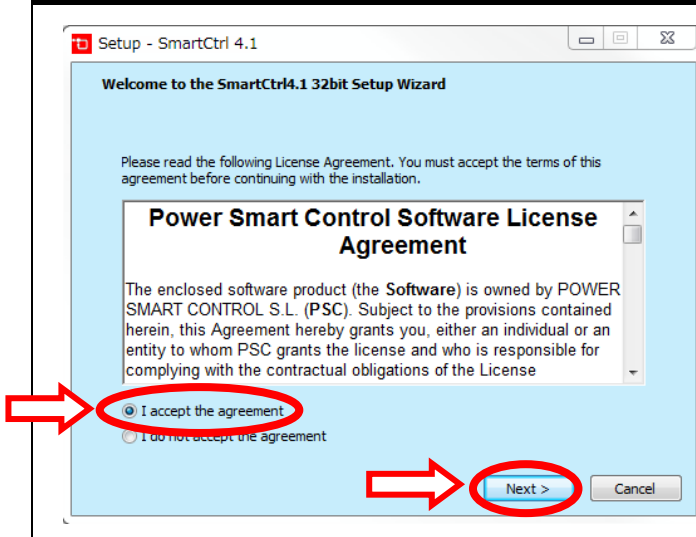 Setup - SmartCtrl 4.1
Welcome to the SmartCtrl4.1 32bit Setup Wizard
Please read the following License Agreement. You must accept the terms of this
agreement before continuing with the installation.
Power Smart Control Software License
Agreement
The enclosed software product (the Software) is owned by POWER
SMART CONTROL S.L. (PSC). Subject to the provisions contained
herein, this Agreement hereby grants you, either an individual or an
entity to whom PSC grants the license and who is responsible for
complying with the contractual obligations of the License
I accept the agreement
I do not accept the agreement
Next >
Cancel